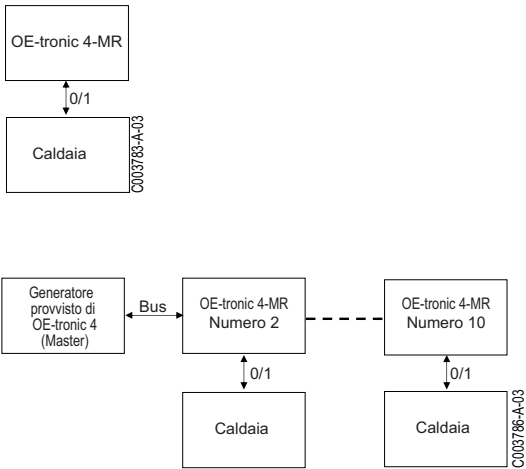 OE-tronic 4-MR
0/1
Caldaia
C003783-A-03
Generatore
provvisto di
OE-tronic 4
(Master)
Bus
OE-tronic 4-MR
Numero 2
OE-tronic 4-MR
Numero 10
0/1
0/1
Caldaia
Caldaia
C003786-A-03